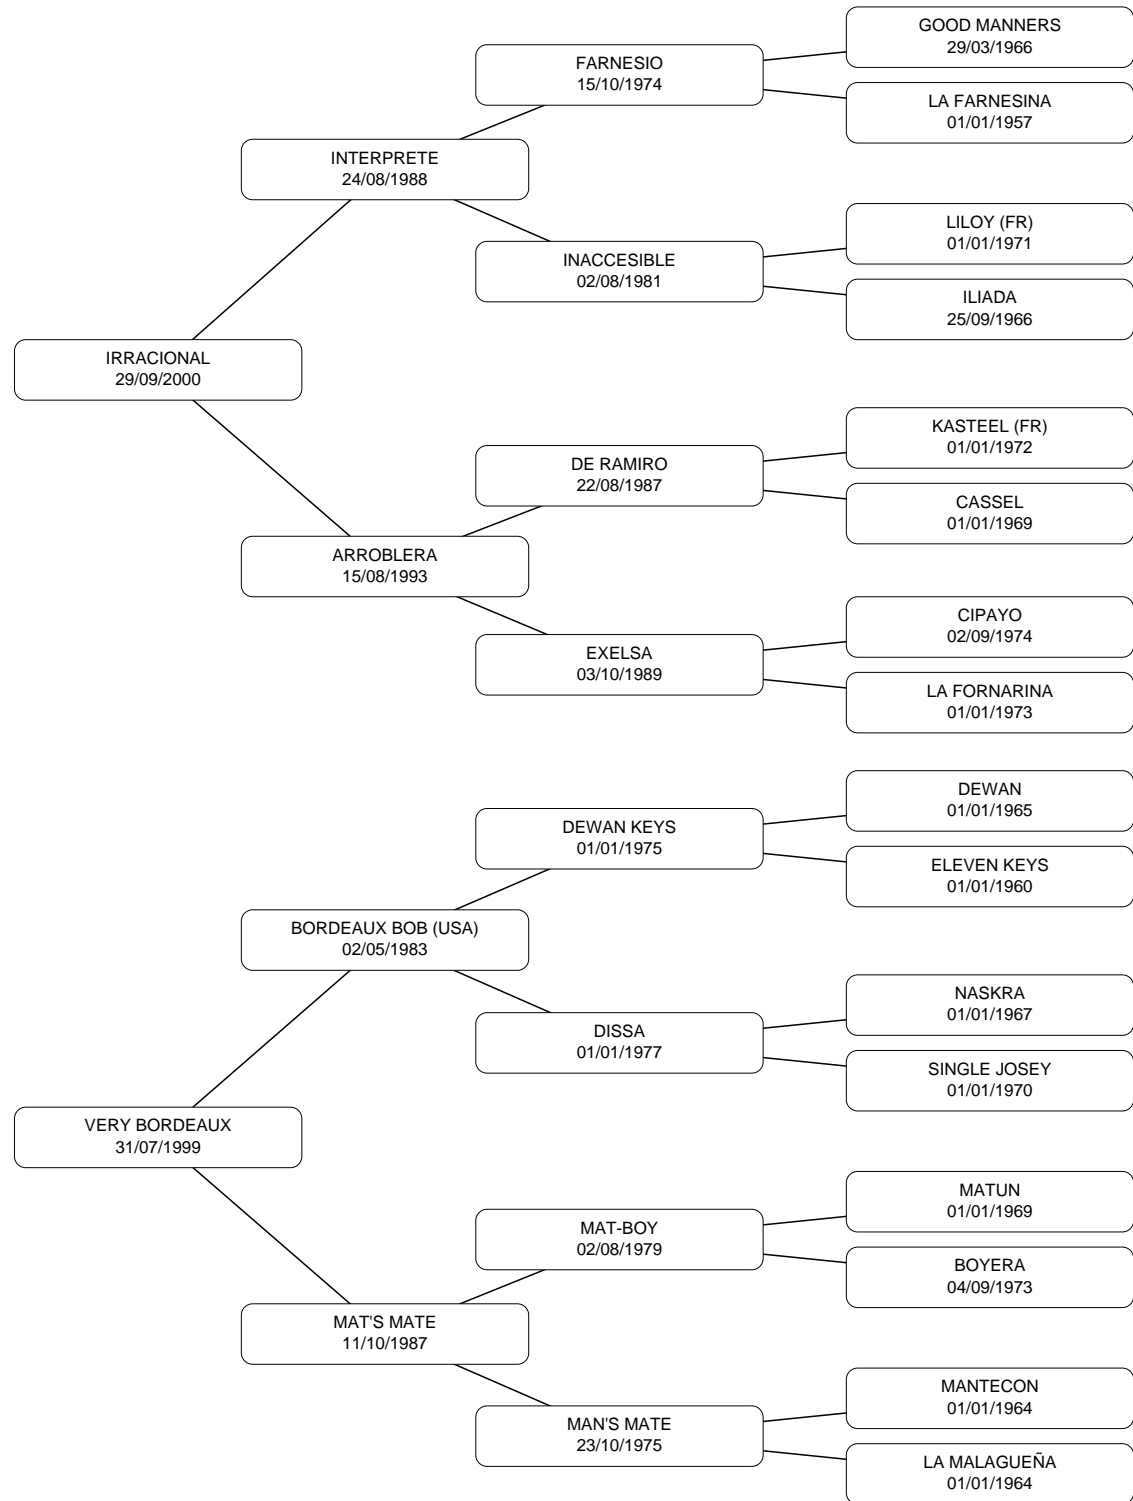 GOOD MANNERS
29/03/1966
FARNESIO
15/10/1974
LA FARNESINA
01/01/1957
INTERPRETE
24/08/1988
LILOY (FR)
01/01/1971
INACCESIBLE
02/08/1981
ILIADA
25/09/1966
IRRACIONAL
29/09/2000
KASTEEL (FR)
01/01/1972
DE RAMIRO
22/08/1987
CASSEL
01/01/1969
ARROBLERA
15/08/1993
CIPAYO
02/09/1974
EXELSA
03/10/1989
LA FORNARINA
01/01/1973
DEWAN
01/01/1965
DEWAN KEYS
01/01/1975
ELEVEN KEYS
01/01/1960
BORDEAUX BOB (USA)
02/05/1983
NASKRA
01/01/1967
DISSA
01/01/1977
SINGLE JOSEY
01/01/1970
VERY BORDEAUX
31/07/1999
MATUN
01/01/1969
MAT-BOY
02/08/1979
BOYERA
04/09/1973
MAT'S MATE
11/10/1987
MANTECON
01/01/1964
MAN'S MATE
23/10/1975
LA MALAGUEÑA
01/01/1964